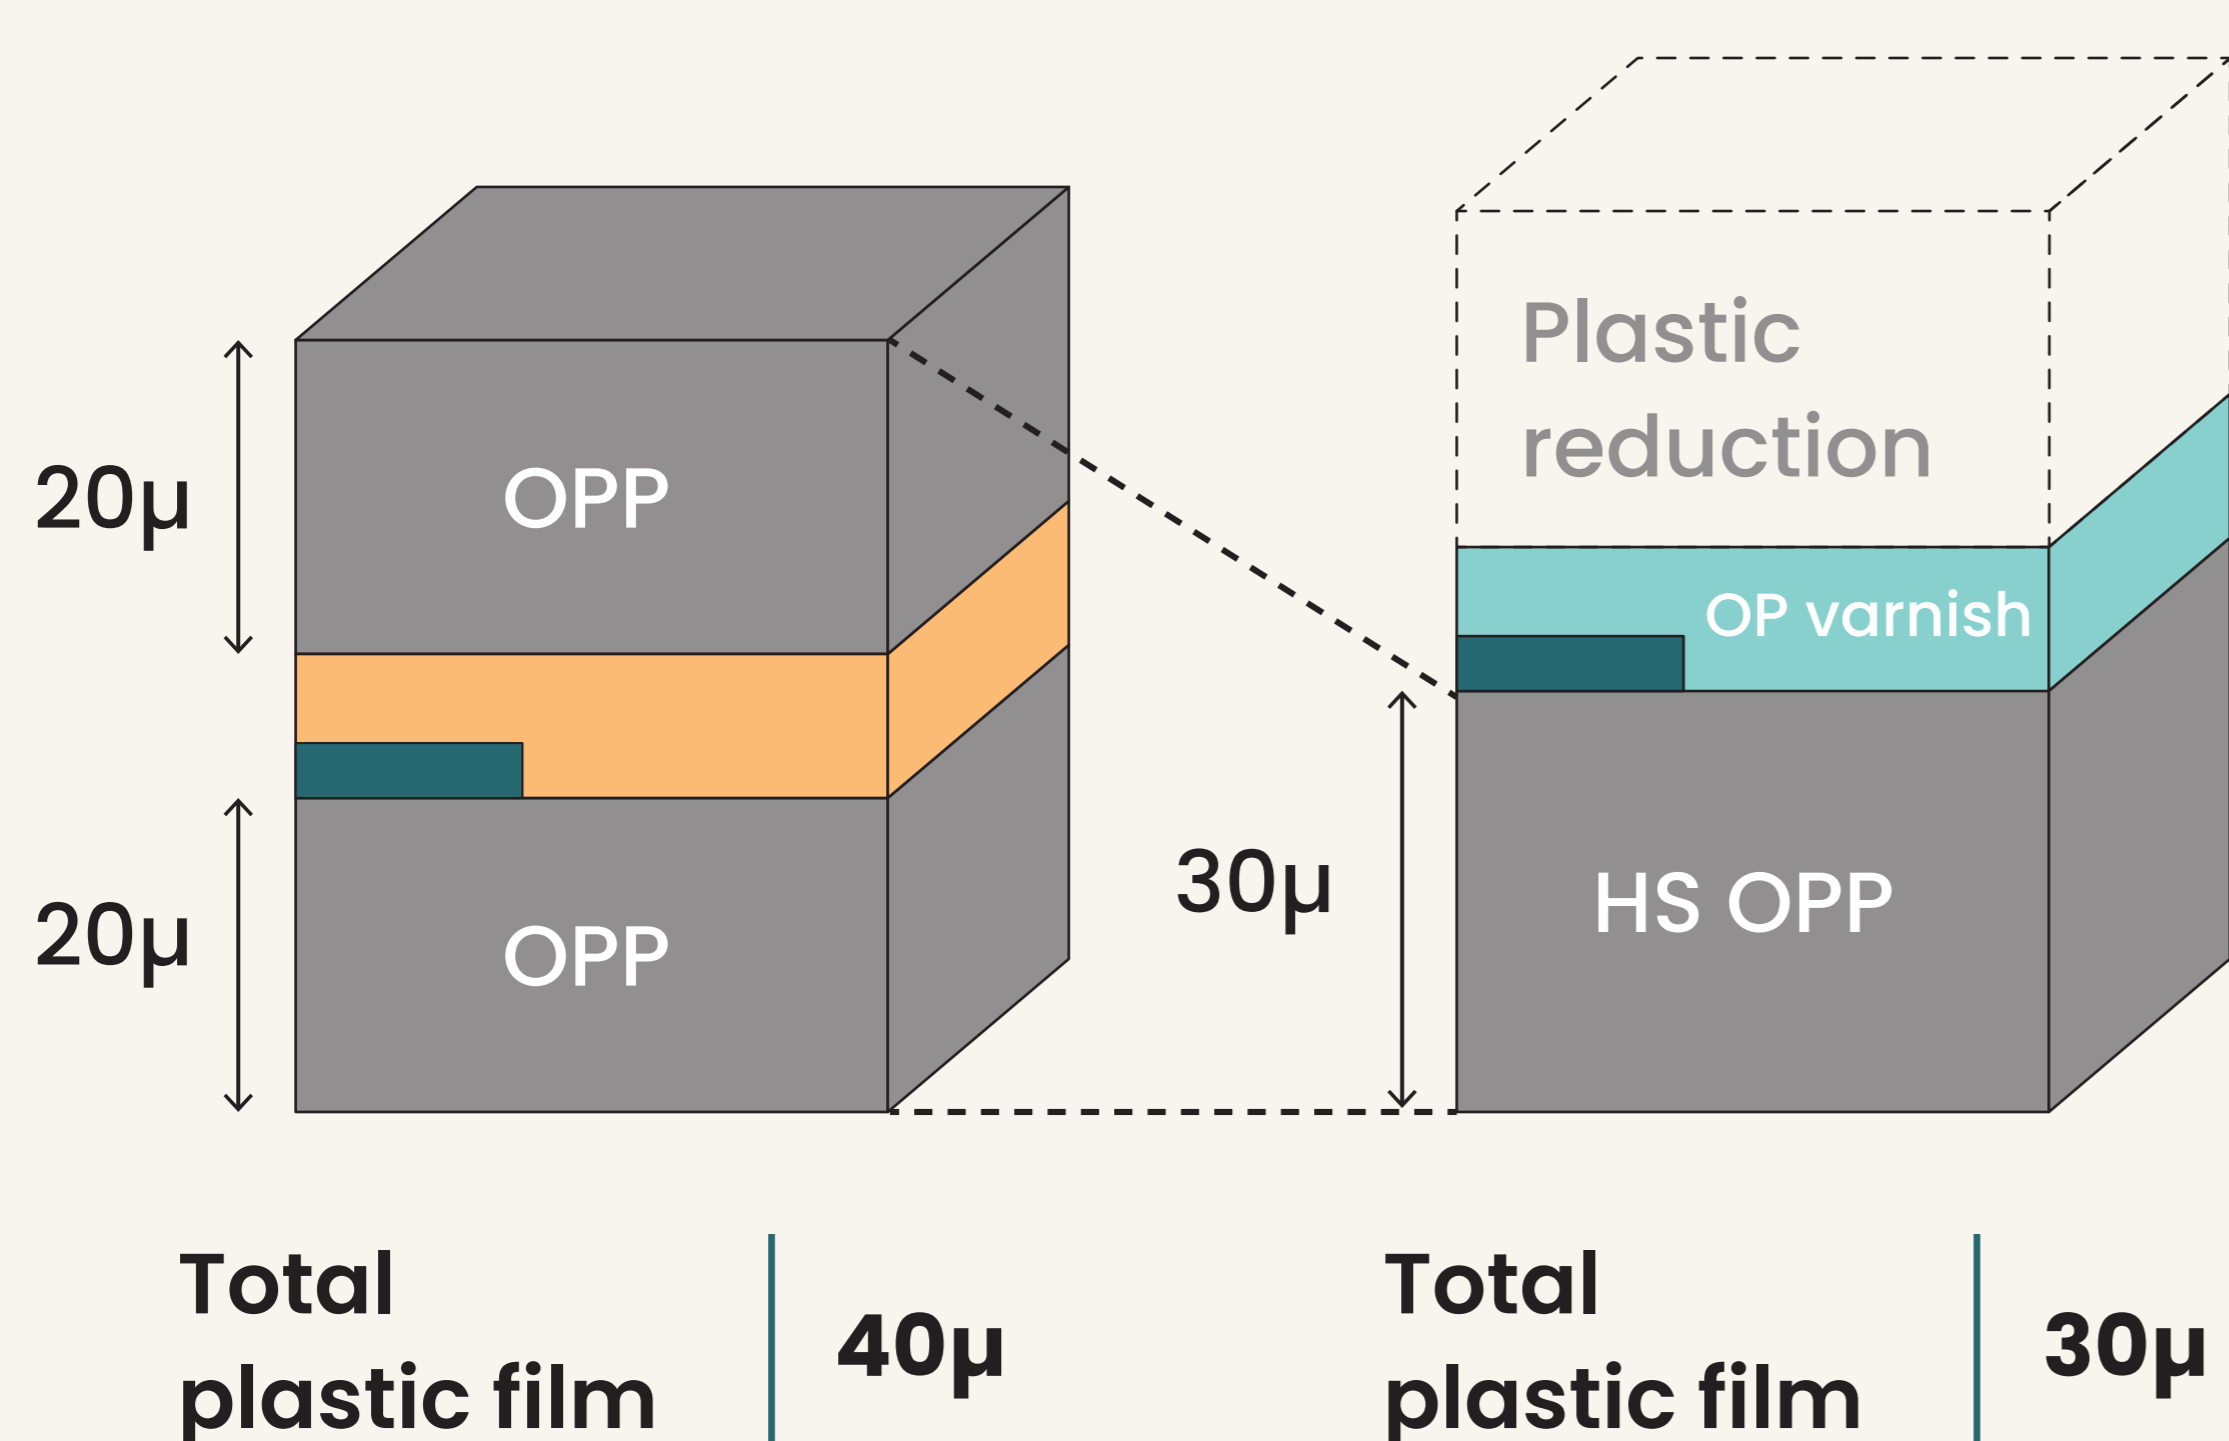 20µ
OPP
20µ
OPP
Plastic
reduction
OP varnish
30µ
HS OPP
Total
plastic film
40µ
Total
plastic film
30µ